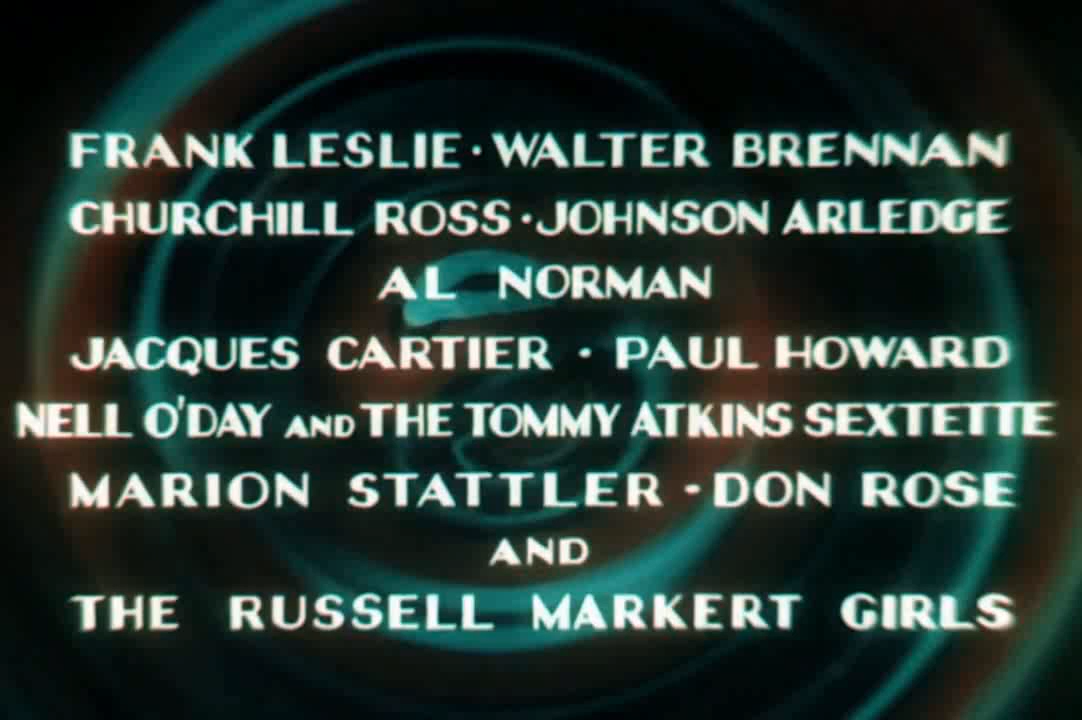 FRANK LESLIE · WALTER BRENNAN
CHURCHILL ROSS · JOHNSON ARLEDGE
AL NORMAN
JACQUES CARTIER · PAUL HOWARD
NELL O'DAY AND THE TOMMY ATKINS SEXTETTE
MARION STATTLER - DON ROSE
AND
THE RUSSELL MARKERT GIRLS